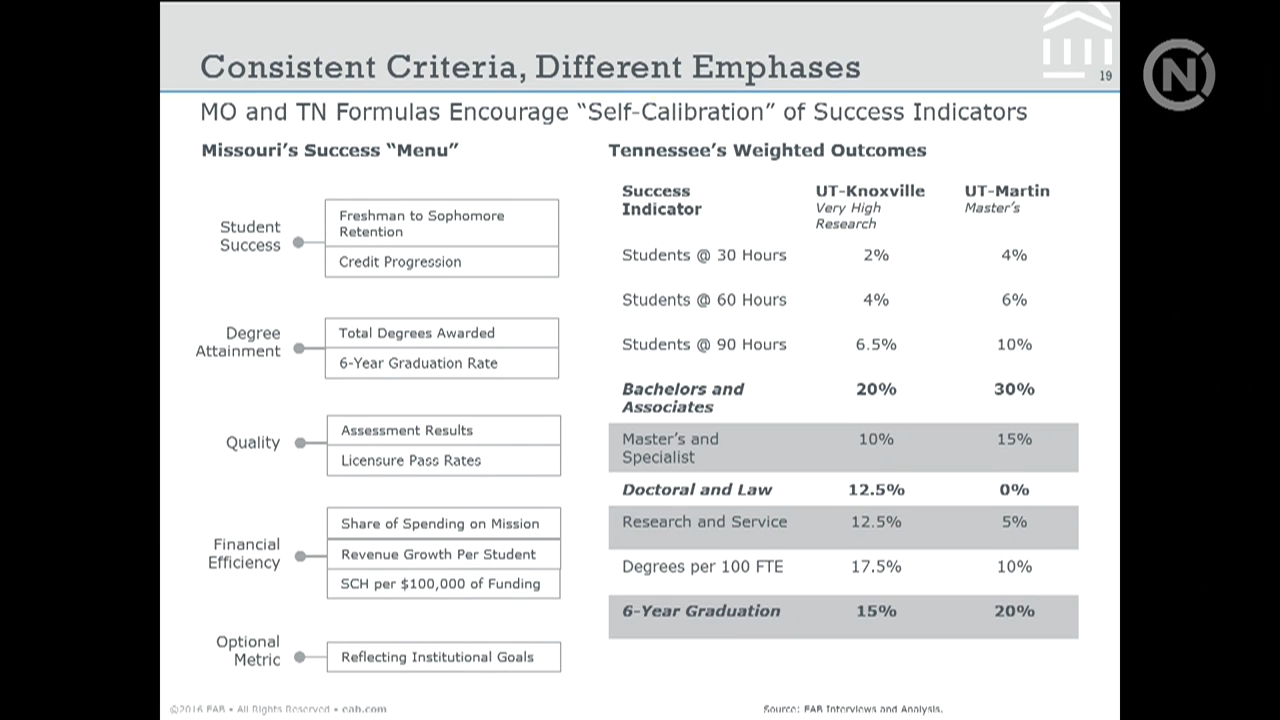 Consistent Criteria, Different Emphases
19
MO and TN Formulas Encourage “Self-Calibration” of Success Indicators
Missouri’s Success “Menu”
Student
Success
Freshman to Sophomore
Retention
Credit Progression
Degree
Attainment
Total Degrees Awarded
6-Year Graduation Rate
Quality
Assessment Results
Licensure Pass Rates
Financial
Efficiency
Share of Spending on Mission
Revenue Growth Per Student
SCH per $100,000 of Funding
Optional
Metric
Reflecting Institutional Goals
Tennessee’s Weighted Outcomes
Success
Indicator
UT-Knoxville
Very High
Research
UT-Martin
Master’s
Students @ 30 Hours 2% 4%
Students @ 60 Hours 4% 6%
Students @ 90 Hours 6.5% 10%
Bachelors and
Associates 20% 30%
Master’s and
Specialist 10% 15%
Doctoral and Law 12.5% 0%
Research and Service 12.5% 5%
Degrees per 100 FTE 17.5% 10%
6-Year Graduation 15% 20%
©2016 EAB • All Rights Reserved • eab.com
Source: EAB Interviews and Analysis.
N